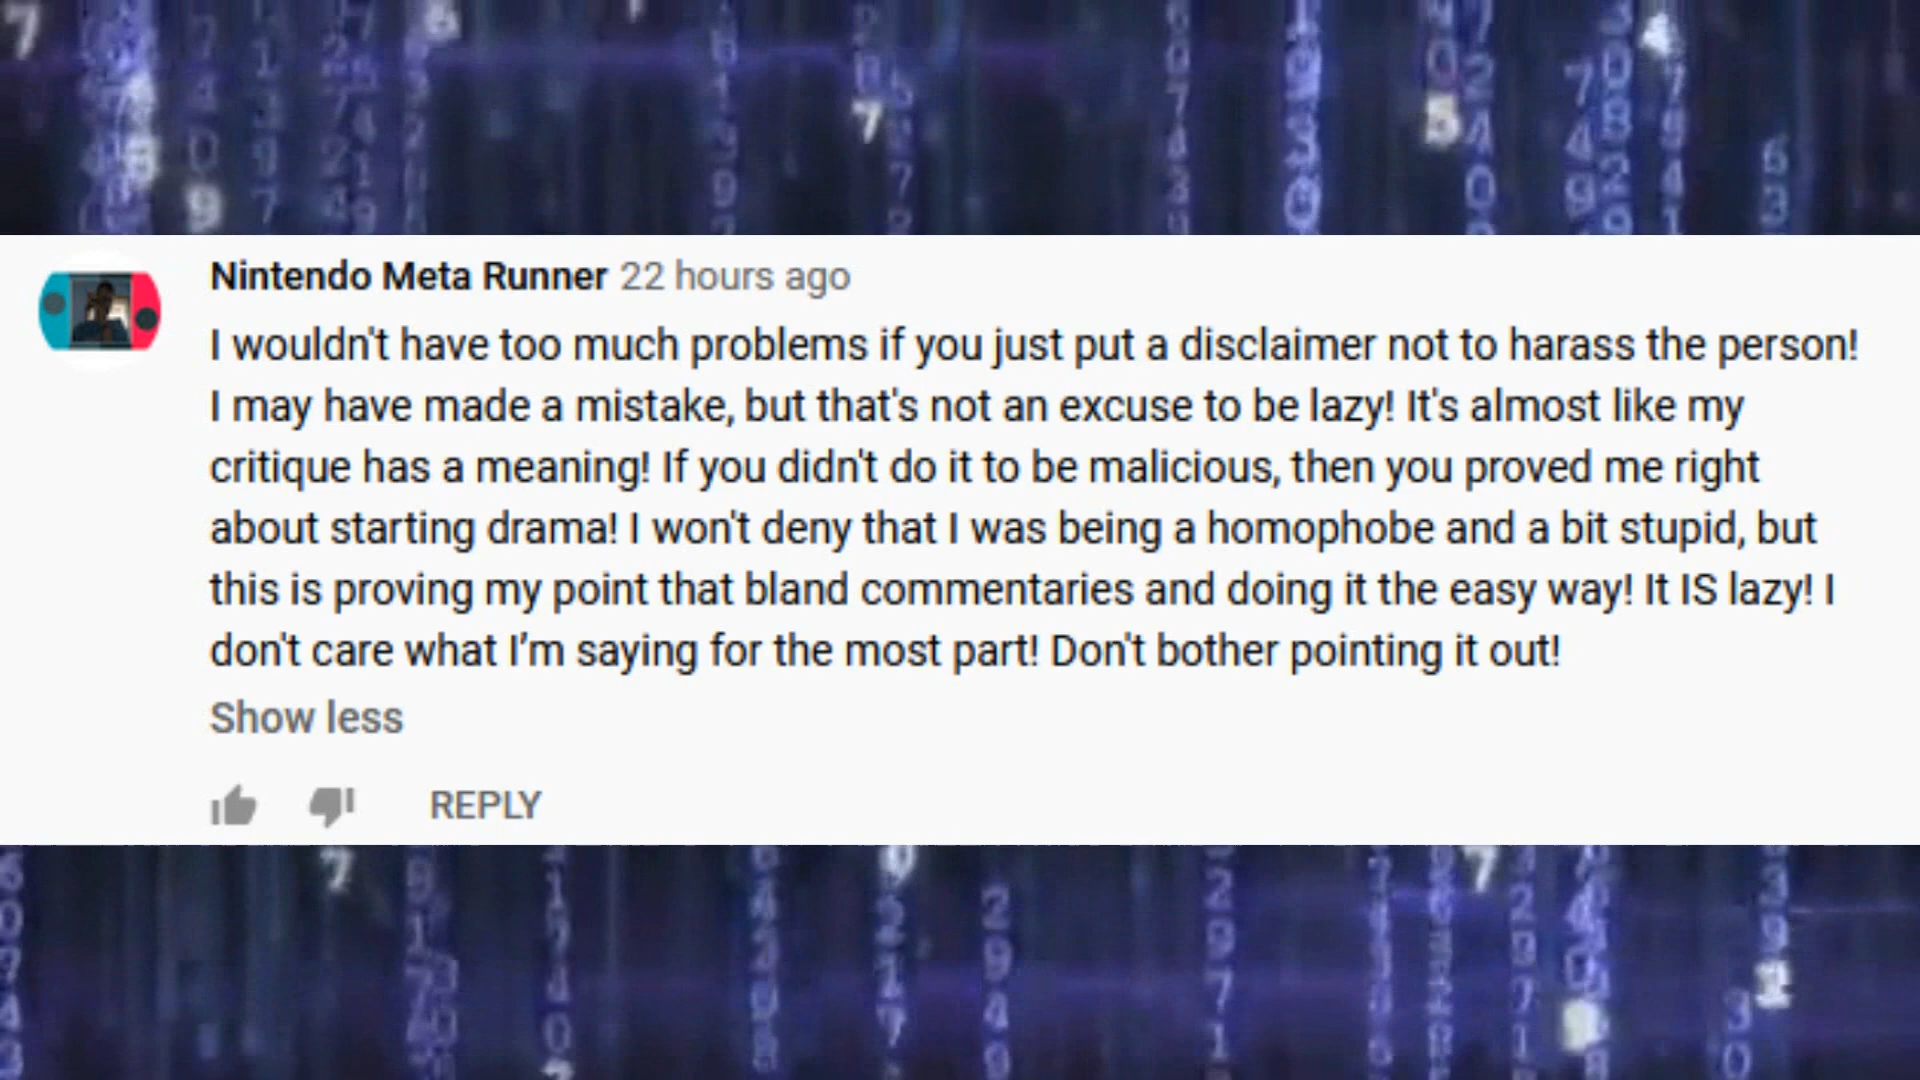 Nintendo Meta Runner 22 hours ago
I wouldn't have too much problems if you just put a disclaimer not to harass the person!
I may have made a mistake, but that's not an excuse to be lazy! It's almost like my
critique has a meaning! If you didn't do it to be malicious, then you proved me right
about starting drama! I won't deny that I was being a homophobe and a bit stupid, but
this is proving my point that bland commentaries and doing it the easy way! It IS lazy! I
don't care what I’m saying for the most part! Don't bother pointing it out!
Show less
REPLY